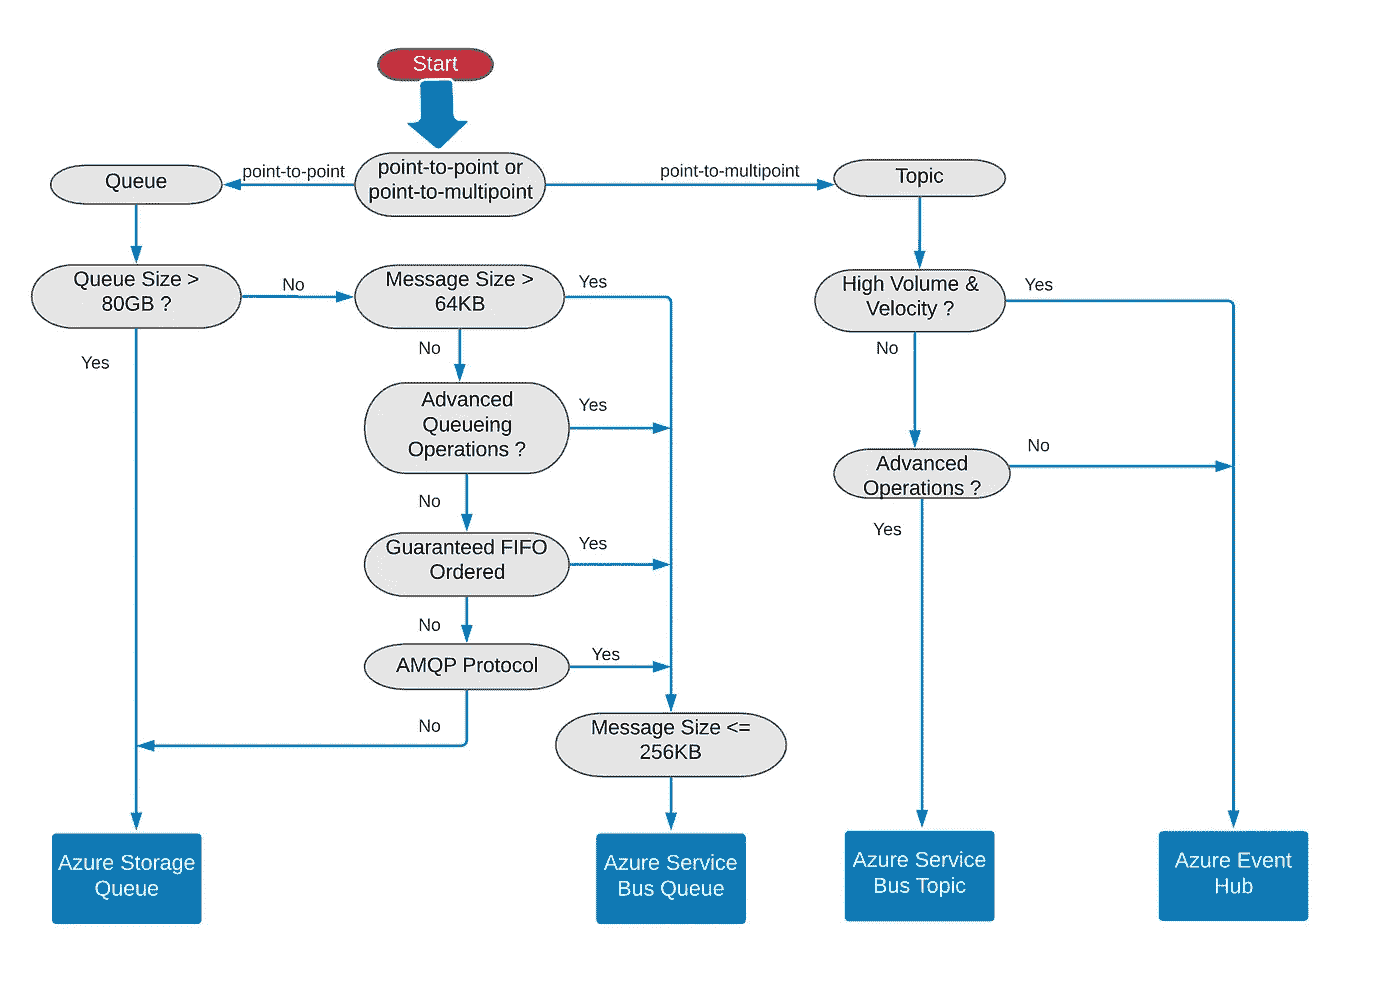 Start
point-to-point or
point-to-multipoint
point-to-point
point-to-multipoint
Queue
Topic
Queue Size >
80GB ?
No
Yes
Message Size >
64KB
Yes
No
Advanced
Queueing
Operations ?
Yes
No
Guaranteed FIFO
Ordered
Yes
No
AMQP Protocol
Yes
No
Message Size <=
256KB
High Volume &
Velocity ?
Yes
No
Advanced
Operations ?
No
Yes
Azure Storage
Queue
Azure Service
Bus Queue
Azure Service
Bus Topic
Azure Event
Hub